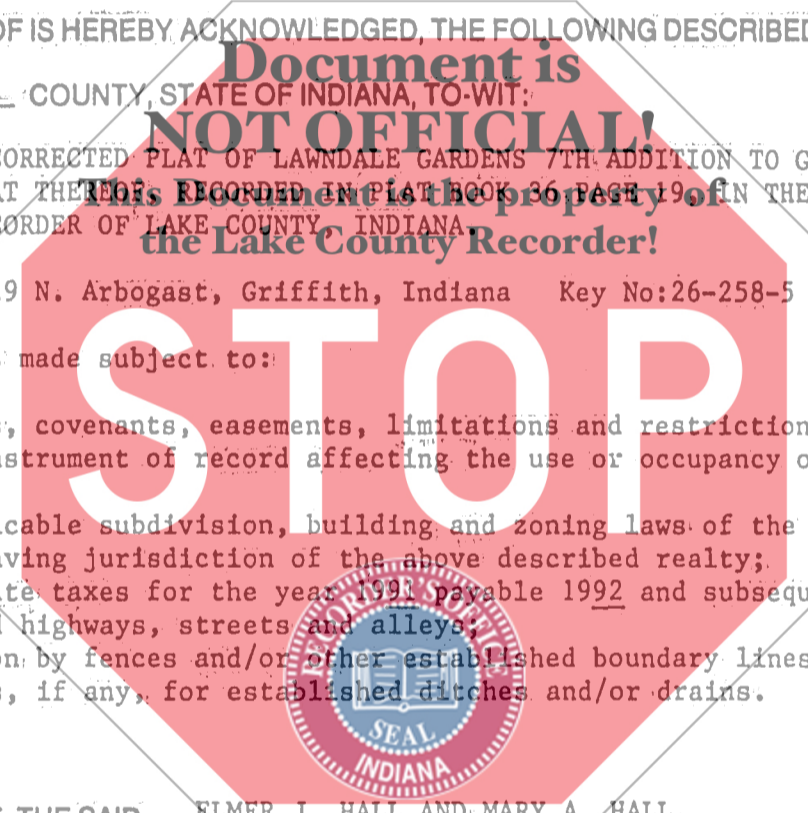 OF IS HEREBY ACKNOWLEDGED, THE FOLLOWING DESCRIBED
Document is
COUNTY, STATE OF INDIANA, TO-WIT:
NOT OFFICIAL!
CORRECTED PLAT OF LAWNDALE GARDENS 7TH ADDITION TO G
AT THEREOF, RECORDED IN PLAT BOOK 36 PAGE 19, IN THE
This Document is the property of
ORDER OF LAKE COUNTY, INDIANA.
the Lake County Recorder!
9 N. Arbogast, Griffith, Indiana Key No:26-258-5
made subject to:
STOP
, covenants, easements, limitations and restriction
nstrument of record affecting the use or occupancy o
cable subdivision, building and zoning laws of the
ving jurisdiction of the above described realty;
te taxes for the year 1991 payable 1992 and subsequ
highways, streets and alleys;
on by fences and/or other established boundary lines
, if any, for established ditches and/or drains.
RECORDER'S OFFICE
SEAL
INDIANA
THE SAID ELMER J. HALL AND MARY A. HALL